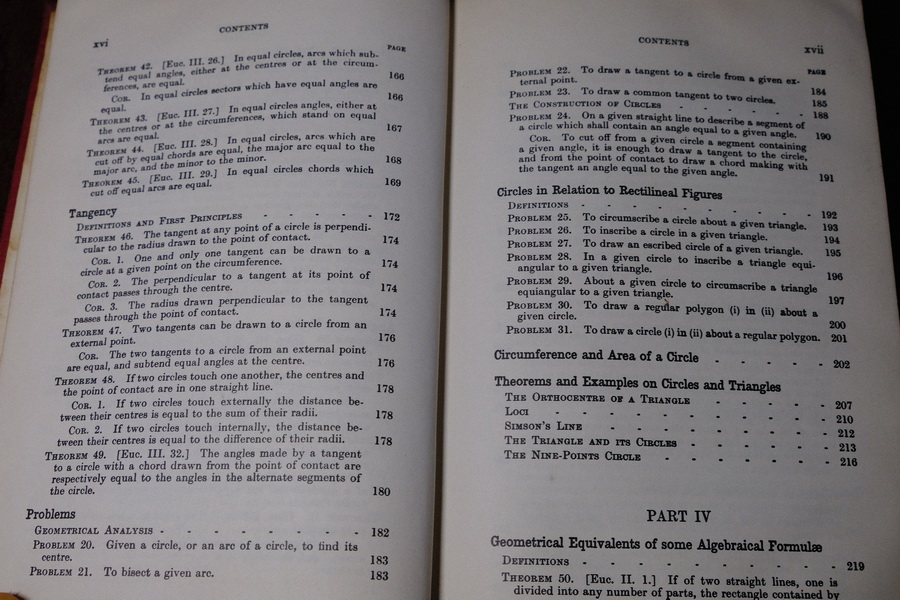 xvi
CONTENTS
PAGE
THEOREM 42. [Euc. III. 26.] In equal circles, arcs which sub-
tend equal angles, either at the centres or at the circum-
ferences, are equal. 166
COR. In equal circles sectors which have equal angles are
equal. 166
THEOREM 43. [Euc. III. 27.] In equal circles angles, either at
the centres or at the circumferences, which stand on equal
arcs are equal. 167
THEOREM 44. [Euc. III. 28.] In equal circles, arcs which are
cut off by equal chords are equal, the major arc equal to the
major arc, and the minor to the minor. 168
THEOREM 45. [Euc. III. 29.] In equal circles chords which
cut off equal arcs are equal. 169
Tangency
DEFINITIONS AND FIRST PRINCIPLES - - - - - 172
THEOREM 46. The tangent at any point of a circle is perpendi-
cular to the radius drawn to the point of contact. 174
COR. 1. One and only one tangent can be drawn to a
circle at a given point on the circumference. 174
COR. 2. The perpendicular to a tangent at its point of
contact passes through the centre. 174
COR. 3. The radius drawn perpendicular to the tangent
passes through the point of contact. 174
THEOREM 47. Two tangents can be drawn to a circle from an
external point. 176
COR. The two tangents to a circle from an external point
are equal, and subtend equal angles at the centre. 176
THEOREM 48. If two circles touch one another, the centres and
the point of contact are in one straight line. 178
COR. 1. If two circles touch externally the distance be-
tween their centres is equal to the sum of their radii. 178
COR. 2. If two circles touch internally, the distance be-
tween their centres is equal to the difference of their radii. 178
THEOREM 49. [Euc. III. 32.] The angles made by a tangent
to a circle with a chord drawn from the point of contact are
respectively equal to the angles in the alternate segments of
the circle. 180
Problems
GEOMETRICAL ANALYSIS - - - - - - - - 182
PROBLEM 20. Given a circle, or an arc of a circle, to find its
centre. 183
PROBLEM 21. To bisect a given arc. 183
CONTENTS
xvii
PAGE
PROBLEM 22. To draw a tangent to a circle from a given ex-
ternal point. 184
PROBLEM 23. To draw a common tangent to two circles. 185
THE CONSTRUCTION OF CIRCLES - - - - - 188
PROBLEM 24. On a given straight line to describe a segment of
a circle which shall contain an angle equal to a given angle. 190
COR. To cut off from a given circle a segment containing
a given angle, it is enough to draw a tangent to the circle,
and from the point of contact to draw a chord making with
the tangent an angle equal to the given angle. 191
Circles in Relation to Rectilineal Figures
DEFINITIONS - - - - - - - - - 192
PROBLEM 25. To circumscribe a circle about a given triangle. 193
PROBLEM 26. To inscribe a circle in a given triangle. 194
PROBLEM 27. To draw an escribed circle of a given triangle. 195
PROBLEM 28. In a given circle to inscribe a triangle equi-
angular to a given triangle. 196
PROBLEM 29. About a given circle to circumscribe a triangle
equiangular to a given triangle. 197
PROBLEM 30. To draw a regular polygon (i) in (ii) about a
given circle. 200
PROBLEM 31. To draw a circle (i) in (ii) about a regular polygon. 201
Circumference and Area of a Circle - - - - - 202
Theorems and Examples on Circles and Triangles
THE ORTHOCENTRE OF A TRIANGLE - - - - - 207
LOCI - - - - - - - - - - 210
SIMSON'S LINE - - - - - - - - 212
THE TRIANGLE AND ITS CIRCLES - - - - - 213
THE NINE-POINTS CIRCLE - - - - - - 216
PART IV
Geometrical Equivalents of some Algebraical Formulæ
DEFINITIONS - - - - - - - - - 219
THEOREM 50. [Euc. II. 1.] If of two straight lines, one is
divided into any number of parts, the rectangle contained by